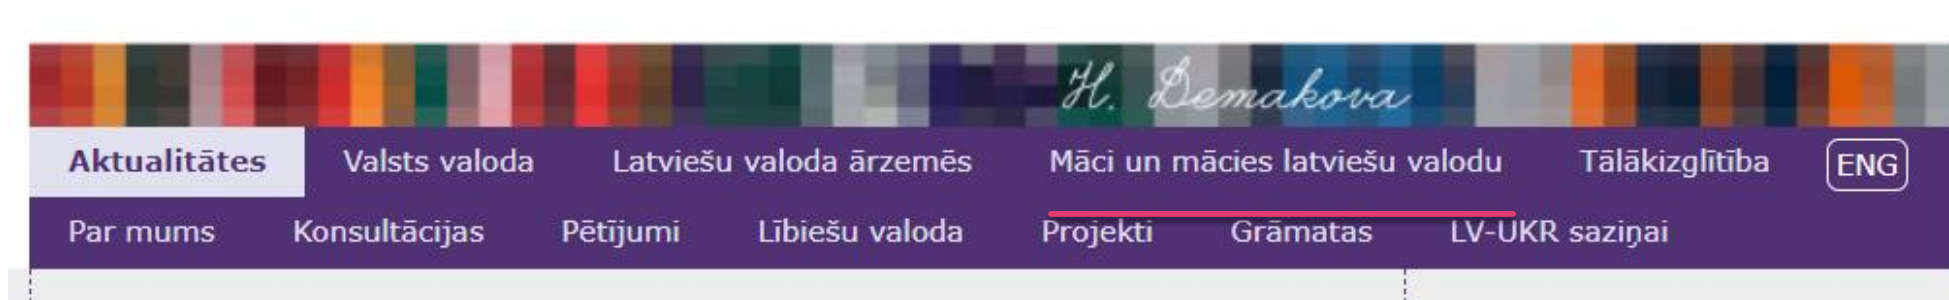 H. Demakova
Aktualitātes Valsts valoda Latviešu valoda ārzemēs Māci un mācies latviešu valodu Tālākizglītība ENG
Par mums Konsultācijas Pētījumi Lībiešu valoda Projekti Grāmatas LV-UKR saziņai